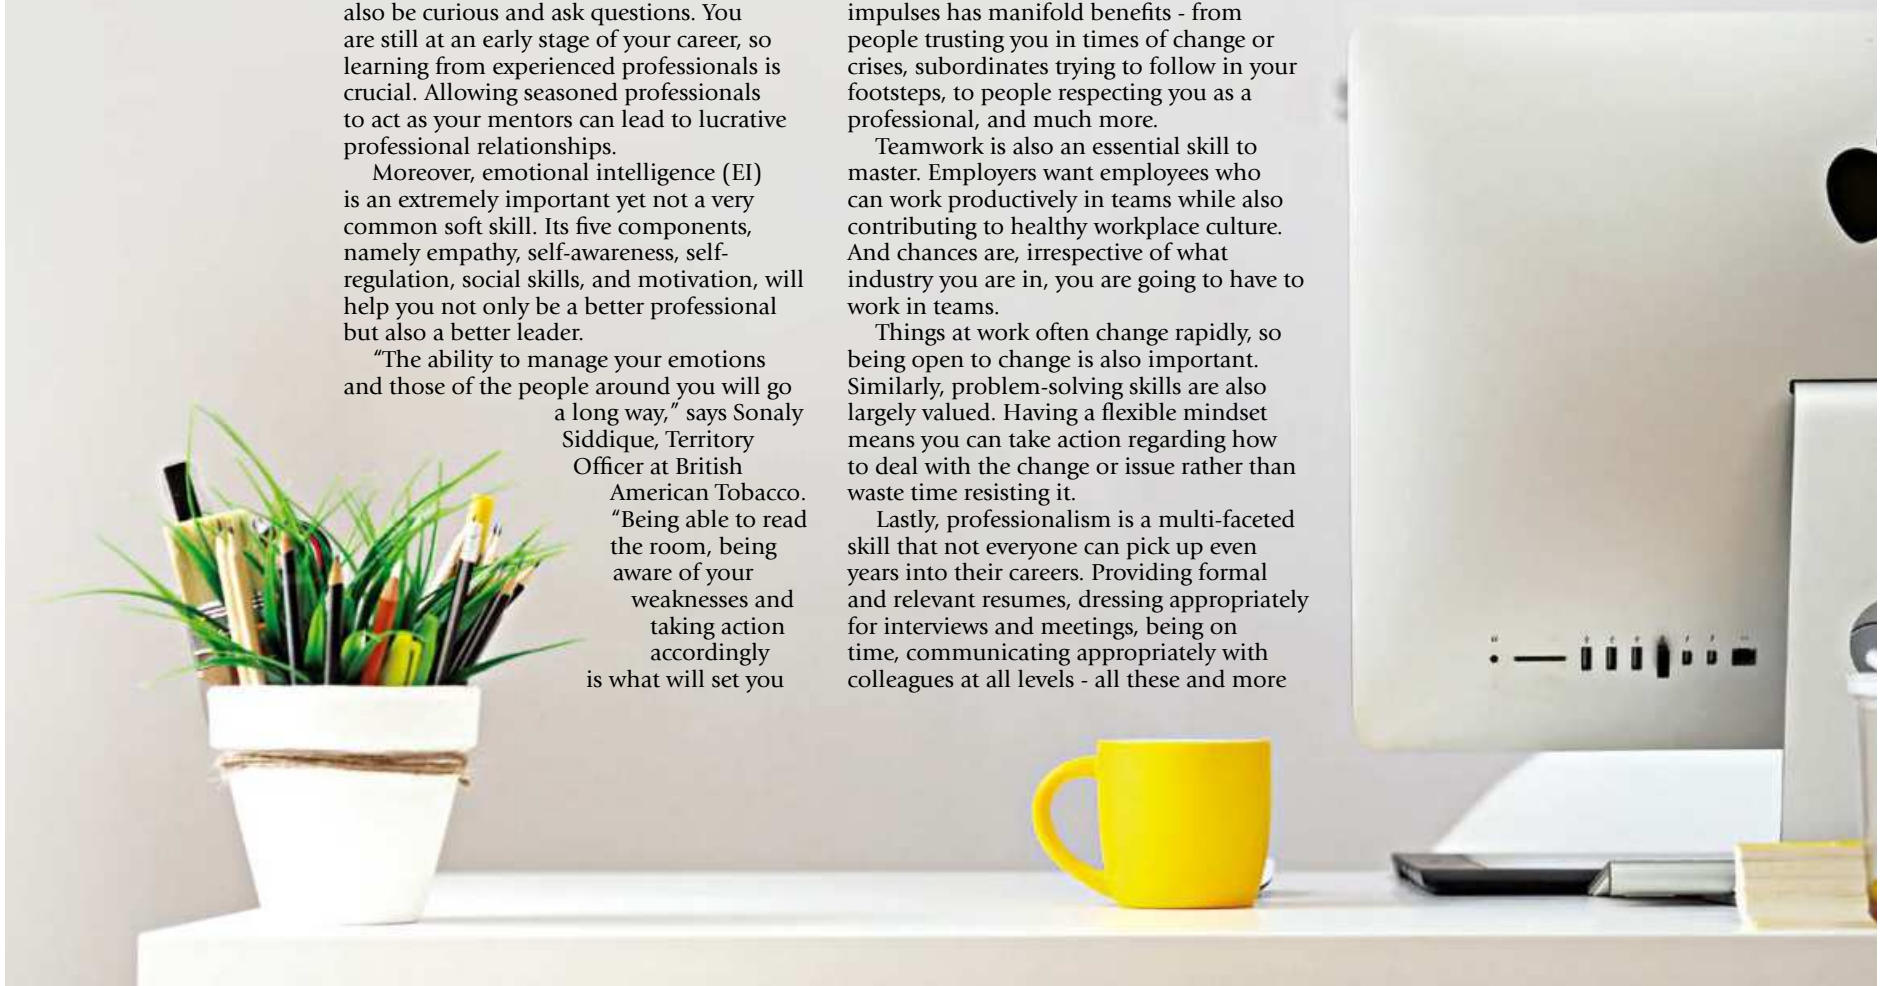 also be curious and ask questions. You
are still at an early stage of your career, so
learning from experienced professionals is
crucial. Allowing seasoned professionals
to act as your mentors can lead to lucrative
professional relationships.
Moreover, emotional intelligence (EI)
is an extremely important yet not a very
common soft skill. Its five components,
namely empathy, self-awareness, self-
regulation, social skills, and motivation, will
help you not only be a better professional
but also a better leader.
“The ability to manage your emotions
and those of the people around you will go
a long way,” says Sonaly
Siddique, Territory
Officer at British
American Tobacco.
“Being able to read
the room, being
aware of your
weaknesses and
taking action
accordingly
is what will set you
impulses has manifold benefits - from
people trusting you in times of change or
crises, subordinates trying to follow in your
footsteps, to people respecting you as a
professional, and much more.
Teamwork is also an essential skill to
master. Employers want employees who
can work productively in teams while also
contributing to healthy workplace culture.
And chances are, irrespective of what
industry you are in, you are going to have to
work in teams.
Things at work often change rapidly, so
being open to change is also important.
Similarly, problem-solving skills are also
largely valued. Having a flexible mindset
means you can take action regarding how
to deal with the change or issue rather than
waste time resisting it.
Lastly, professionalism is a multi-faceted
skill that not everyone can pick up even
years into their careers. Providing formal
and relevant resumes, dressing appropriately
for interviews and meetings, being on
time, communicating appropriately with
colleagues at all levels - all these and more